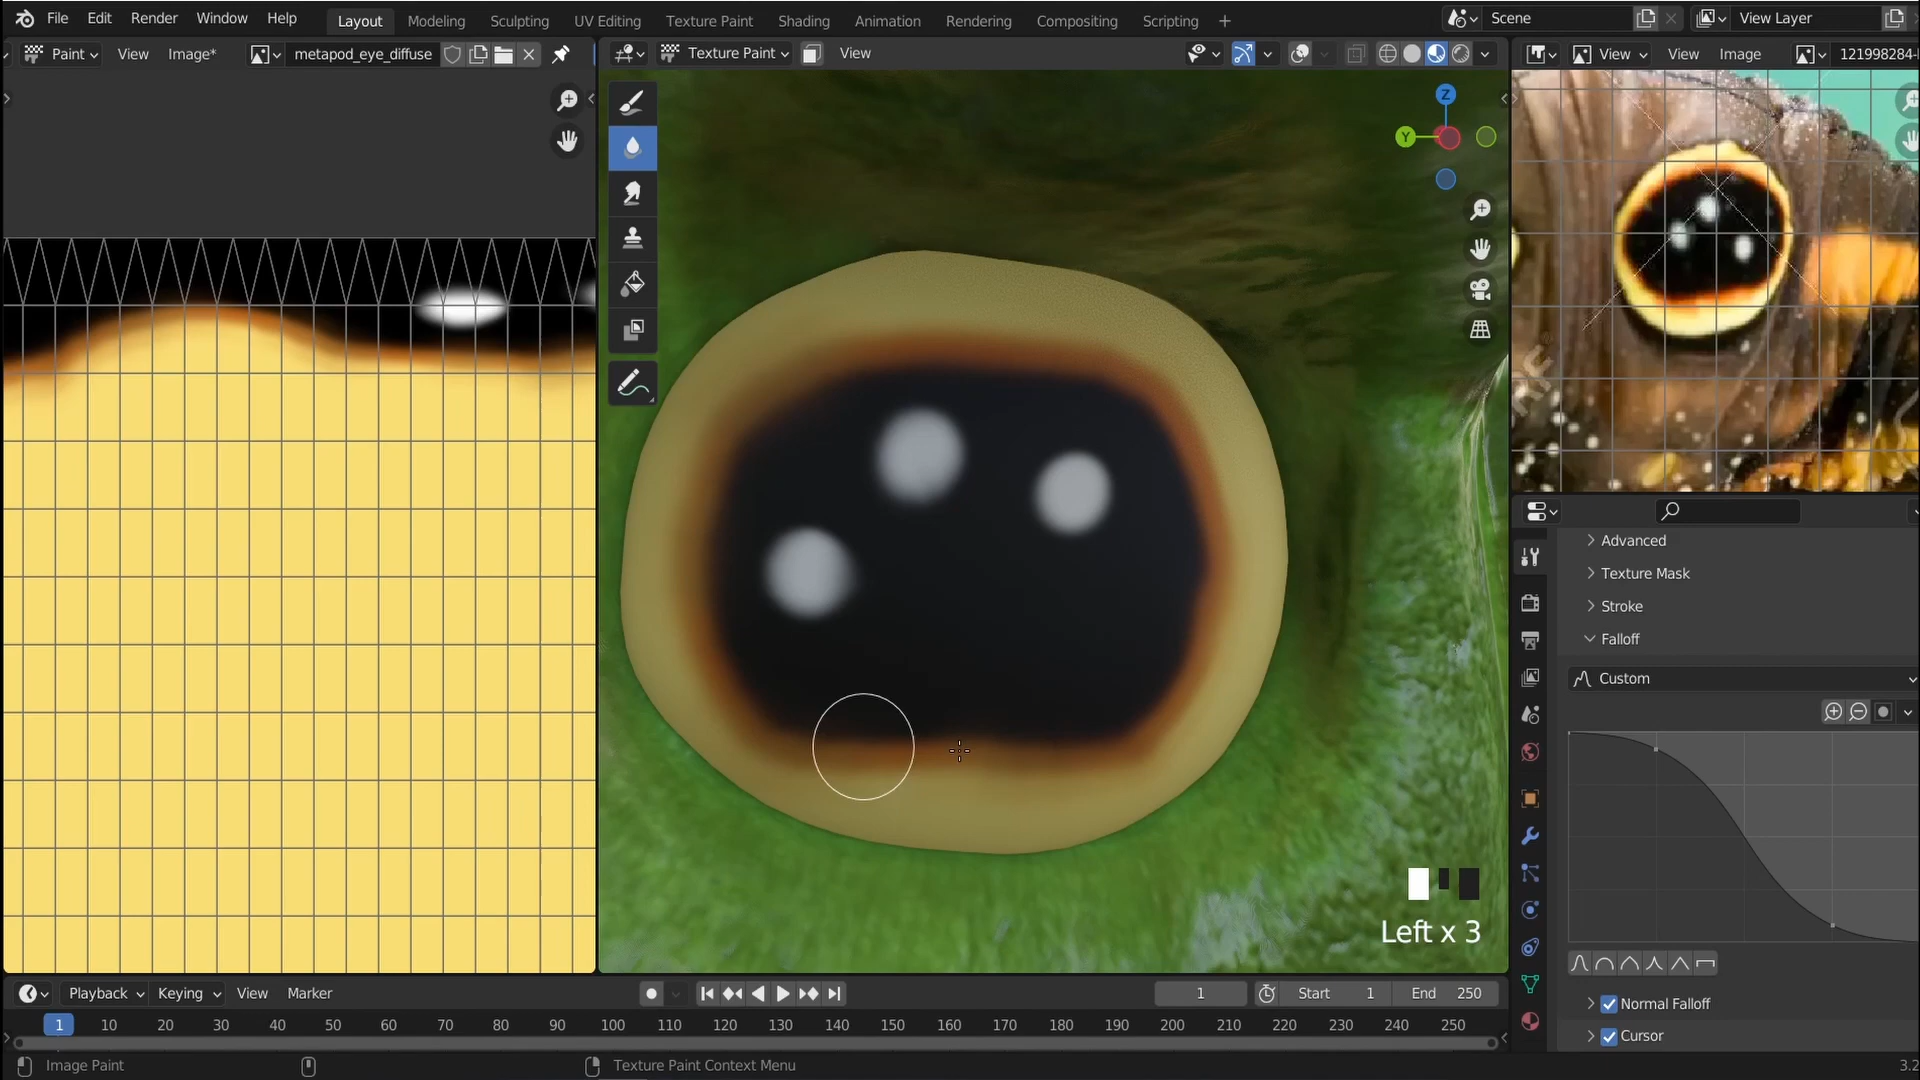 File Edit Render Window Help Layout Modeling Sculpting UV Editing Texture Paint Shading Animation Rendering Compositing Scripting + Scene View Layer
Paint View Image* metapod_eye_diffuse Texture Paint View View View Image 121998284-
Z
Y
RF
Advanced
Texture Mask
Stroke
Falloff
Custom
Left x 3
Playback Keying View Marker 1 Start 1 End 250
Normal Falloff
1 10 20 30 40 50 60 70 80 90 100 110 120 130 140 150 160 170 180 190 200 210 220 230 240 250
Cursor
Image Paint Texture Paint Context Menu 3.2